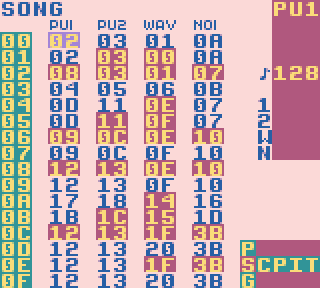 SONG PU1
PU1 PU2 WAV NOI
00 02 03 01 0A
01 02 03 00 0A
02 08 03 01 07 ♪128
03 04 05 06 0B
04 0D 11 0E 07 1
05 0D 11 0F 07 2
06 09 0C 0E 10 W
07 09 0C 0F 10 N
08 12 13 0E 10
09 12 13 0F 10
0A 17 18 14 16
0B 18 1C 15 1D
0C 12 13 1F 3B
0D 12 13 20 3B P
0E 12 13 1F 3B SCPIT
0F 12 13 20 3B G